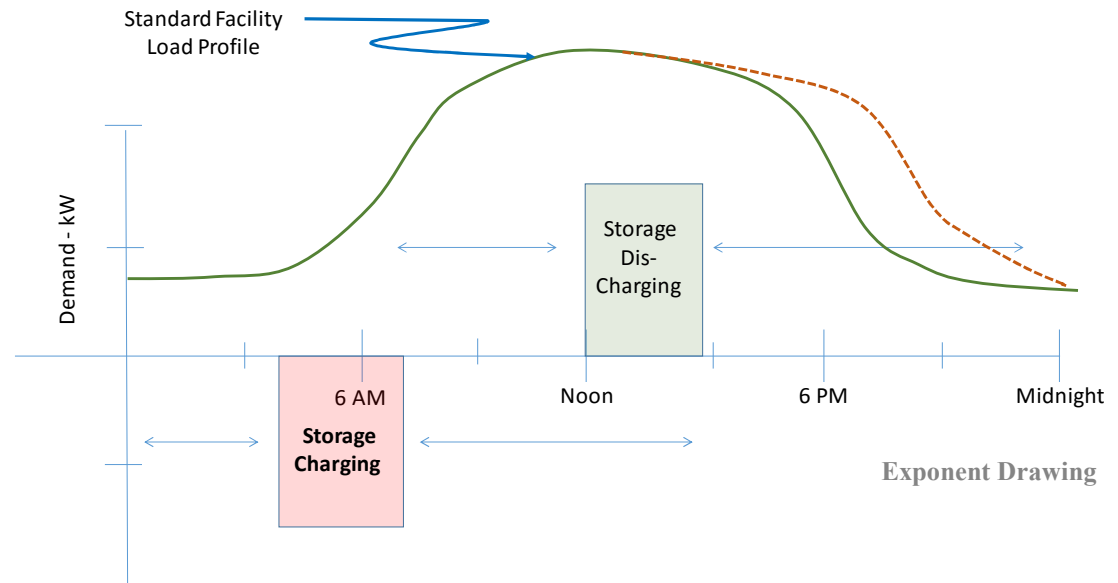 Standard Facility
Load Profile
Demand - kW
Storage
Dis-
Charging
6 AM
Noon
6 PM
Midnight
Storage
Charging
Exponent Drawing